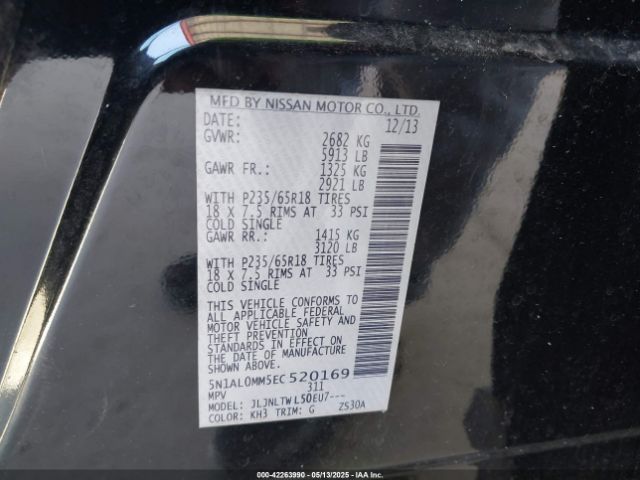 MFD BY NISSAN MOTOR CO., LTD.
DATE: 12/13
GVWR: 2682 KG
5913 LB
GAWR FR.: 1325 KG
2921 LB
WITH P235/65R18 TIRES
18 X 7.5 RIMS AT 33 PSI
COLD SINGLE
GAWR RR.: 1415 KG
3120 LB
WITH P235/65R18 TIRES
18 X 7.5 RIMS AT 33 PSI
COLD SINGLE
THIS VEHICLE CONFORMS TO
ALL APPLICABLE FEDERAL
MOTOR VEHICLE SAFETY AND
THEFT PREVENTION
STANDARDS IN EFFECT ON
THE DATE OF MANUFACTURE
SHOWN ABOVE.
5N1AL0MM5EC520169
MPV 311
MODEL: JLJNLTWL50EU7---
COLOR: KH3 TRIM: G ZS30A
000-42263990 — 05/13/2025 — IAA Inc.